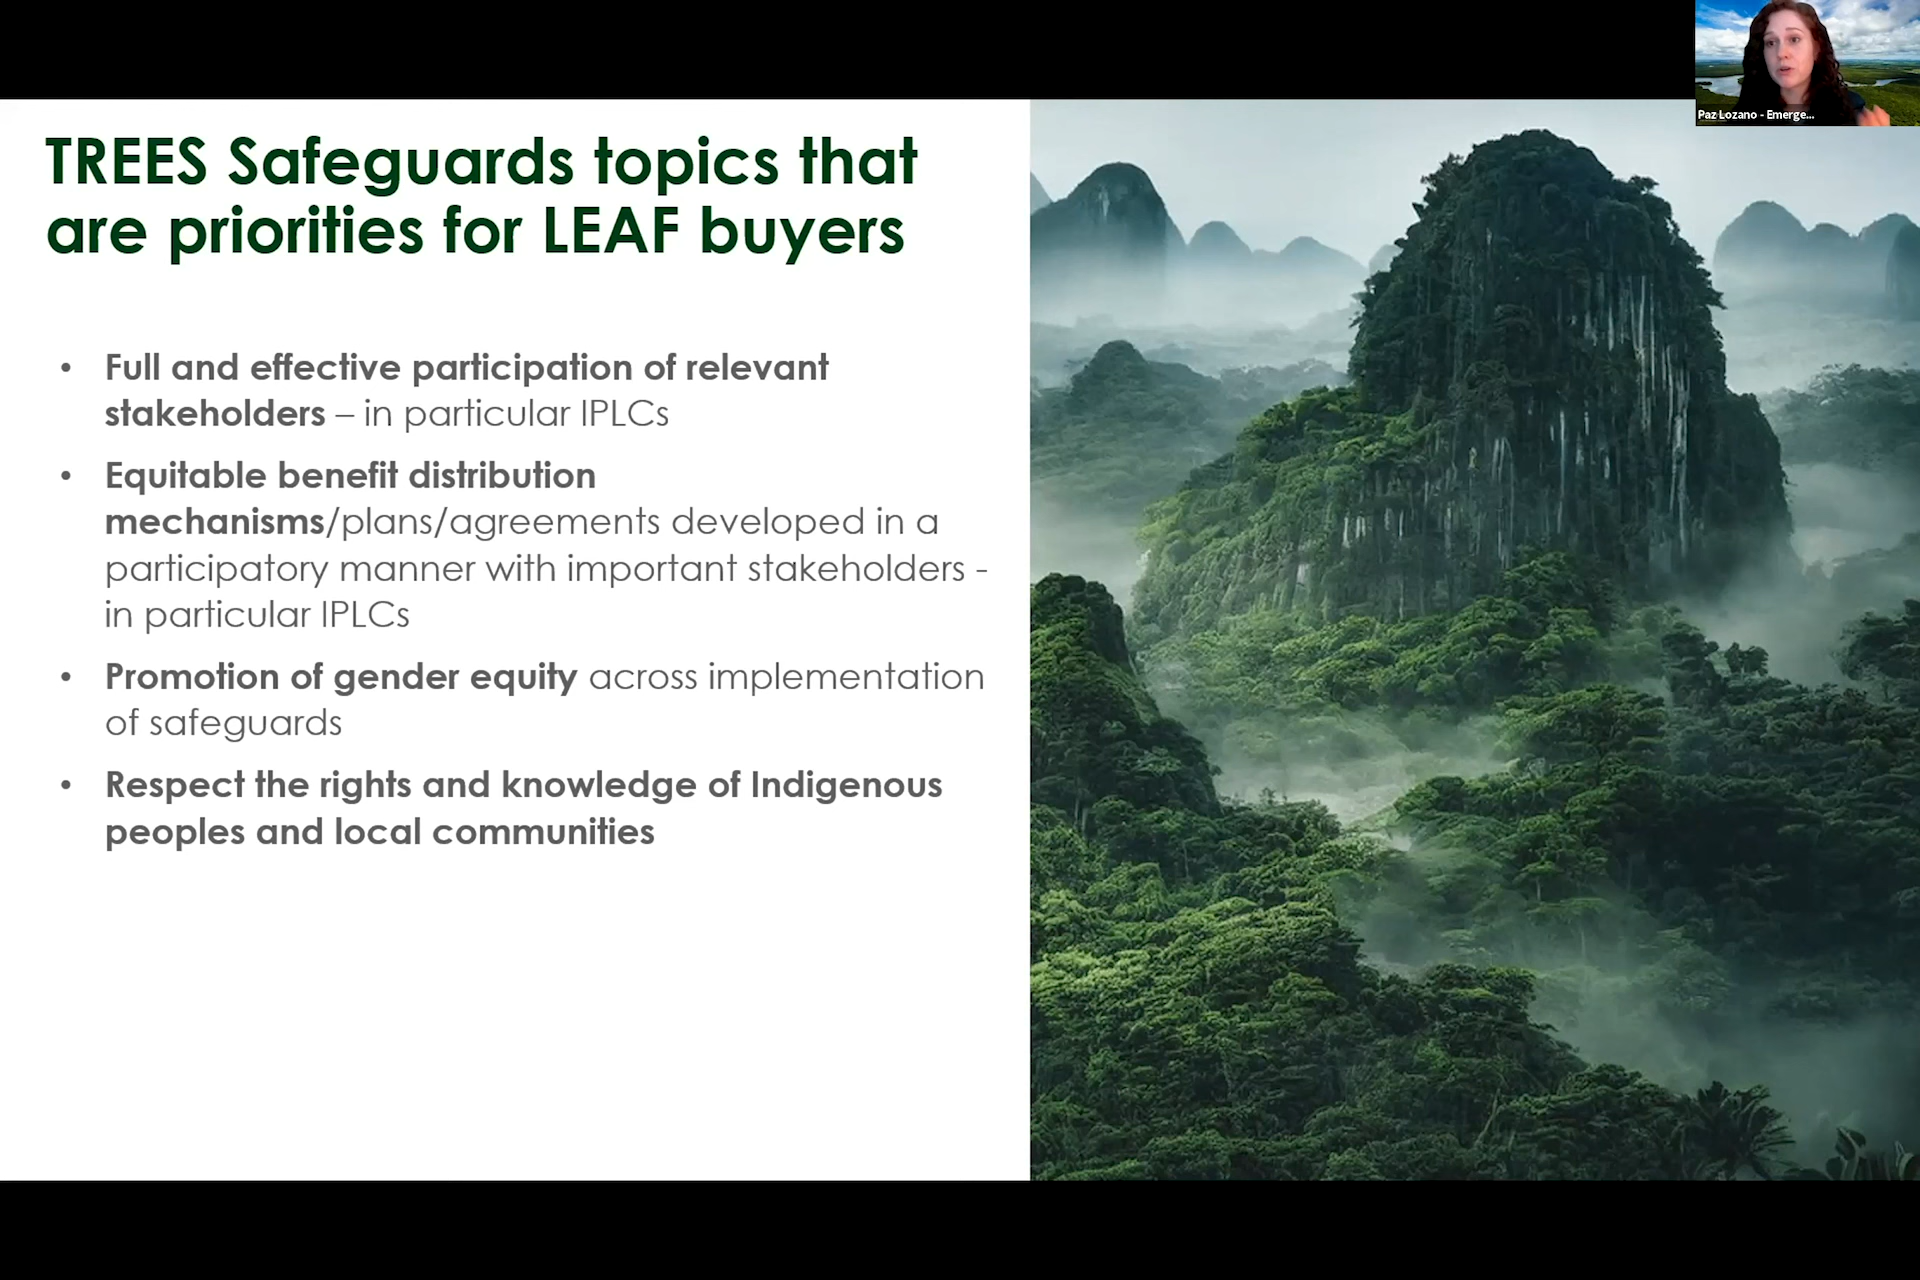 Paz Lozano - Emerge...
TREES Safeguards topics that
are priorities for LEAF buyers
• Full and effective participation of relevant
stakeholders – in particular IPLCs
• Equitable benefit distribution
mechanisms/plans/agreements developed in a
participatory manner with important stakeholders -
in particular IPLCs
• Promotion of gender equity across implementation
of safeguards
• Respect the rights and knowledge of Indigenous
peoples and local communities